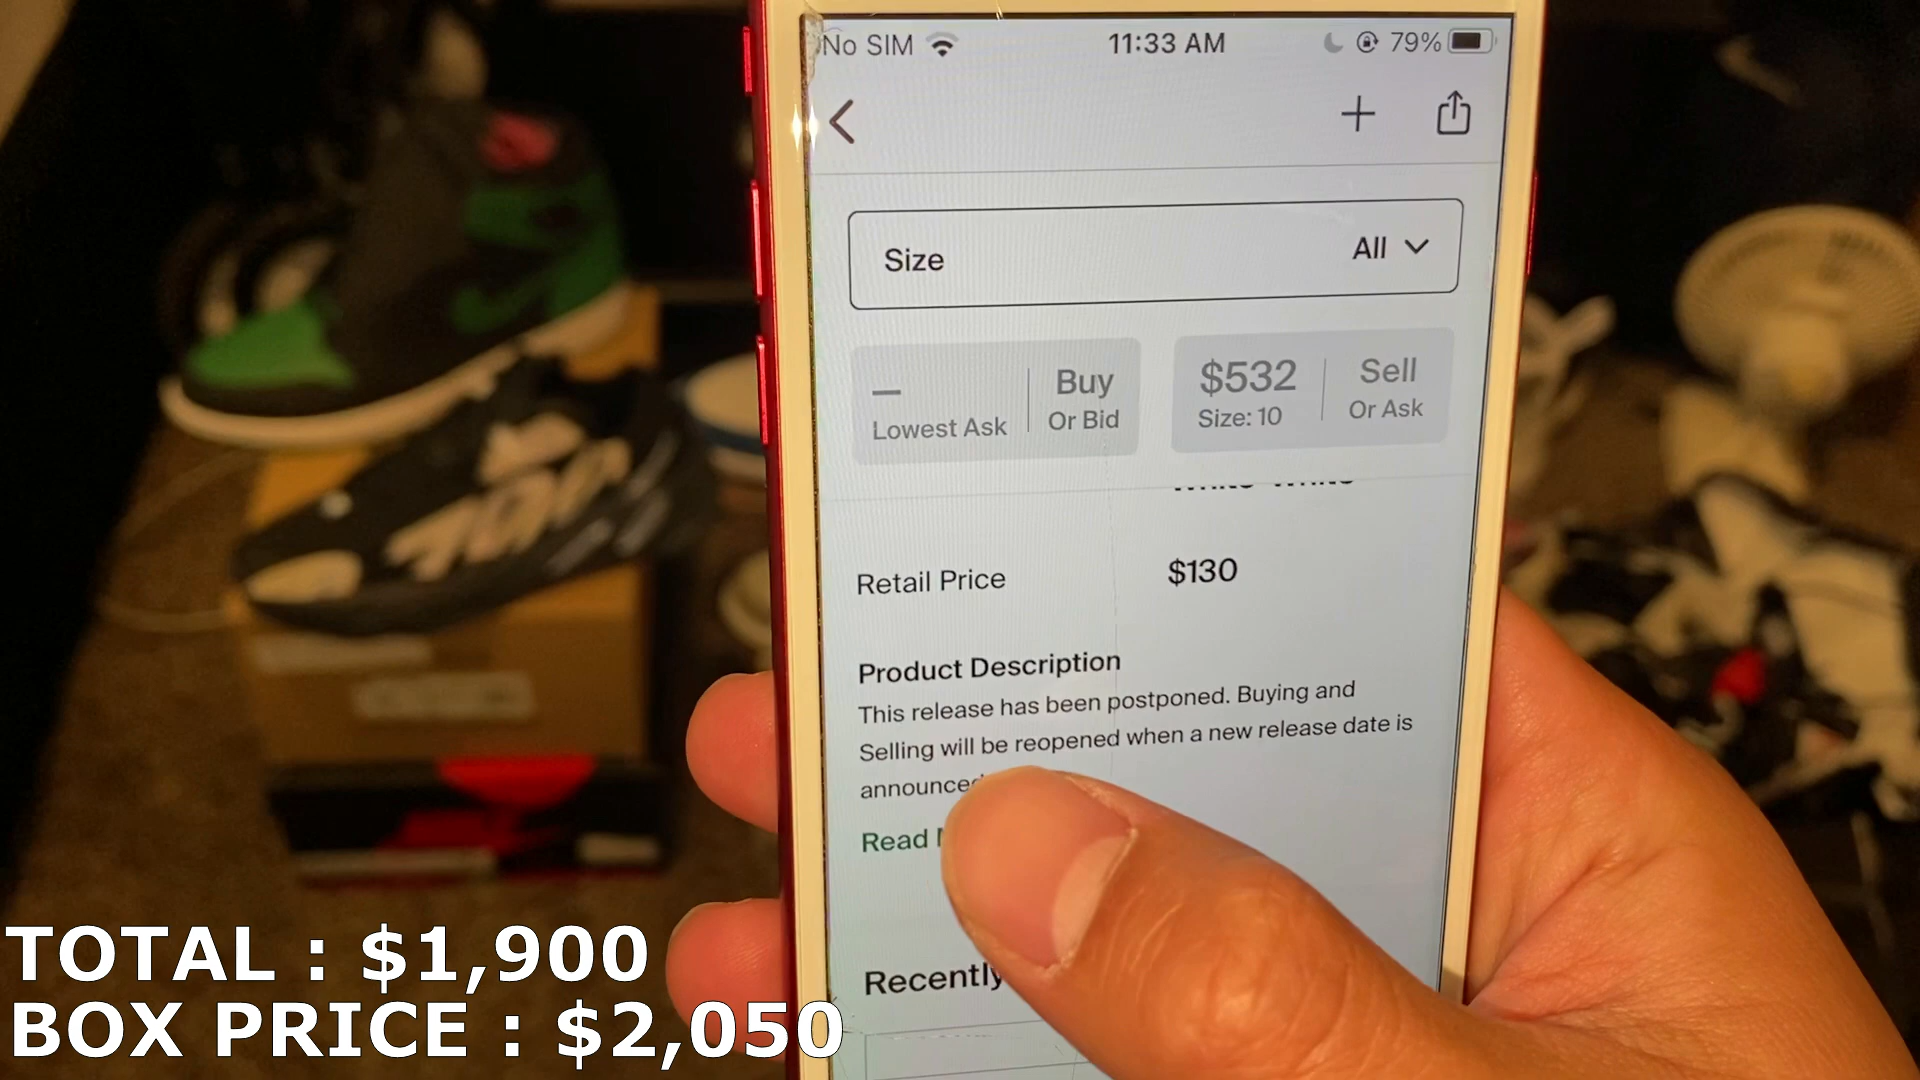 No SIM 11:33 AM 79%
Size All
Lowest Ask Buy Or Bid
$532 Size: 10 Sell Or Ask
Retail Price $130
Product Description
This release has been postponed. Buying and
Selling will be reopened when a new release date is
announced
Read
Recently
TOTAL : $1,900
BOX PRICE : $2,050